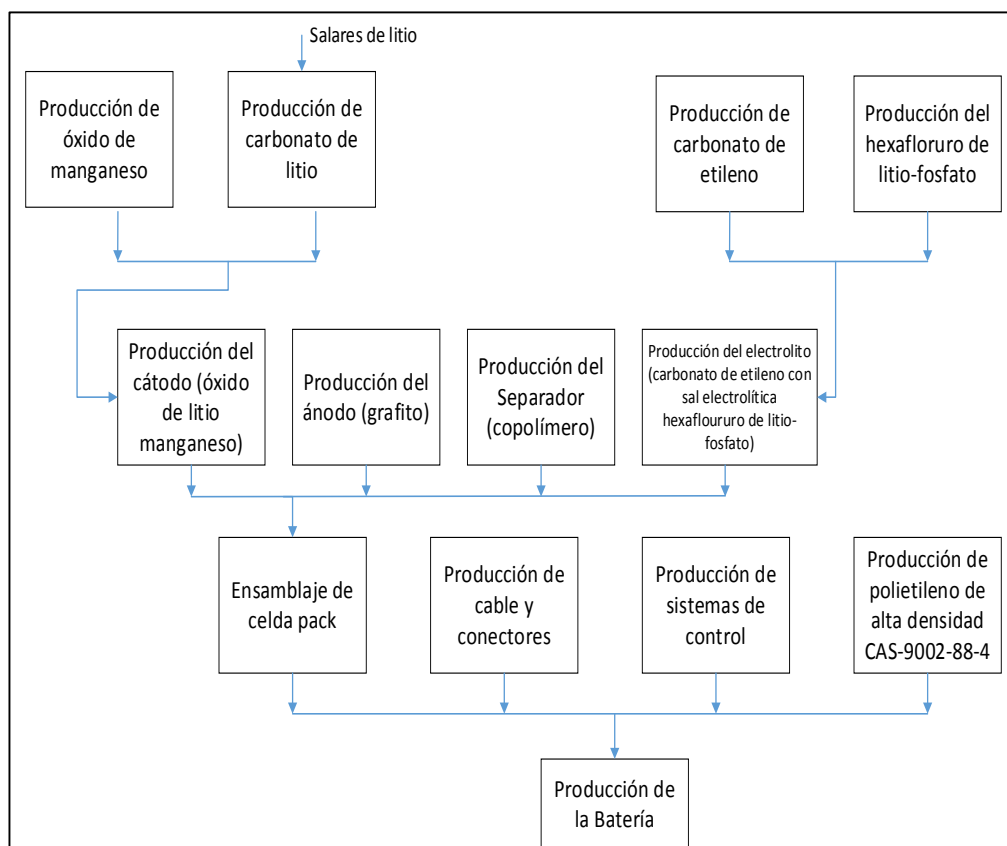 Salares de litio
Producción de
óxido de
manganeso
Producción de
carbonato de
litio
Producción de
carbonato de
etileno
Producción del
hexafloruro de
litio-fosfato
Producción del
cátodo (óxido
de litio
manganeso)
Producción del
ánodo (grafito)
Producción del
Separador
(copolímero)
Producción del electrolito
(carbonato de etileno con
sal electrolítica
hexafloururo de litio-
fosfato)
Ensamblaje de
celda pack
Producción de
cable y
conectores
Producción de
sistemas de
control
Producción de
polietileno de
alta densidad
CAS-9002-88-4
Producción de
la Batería